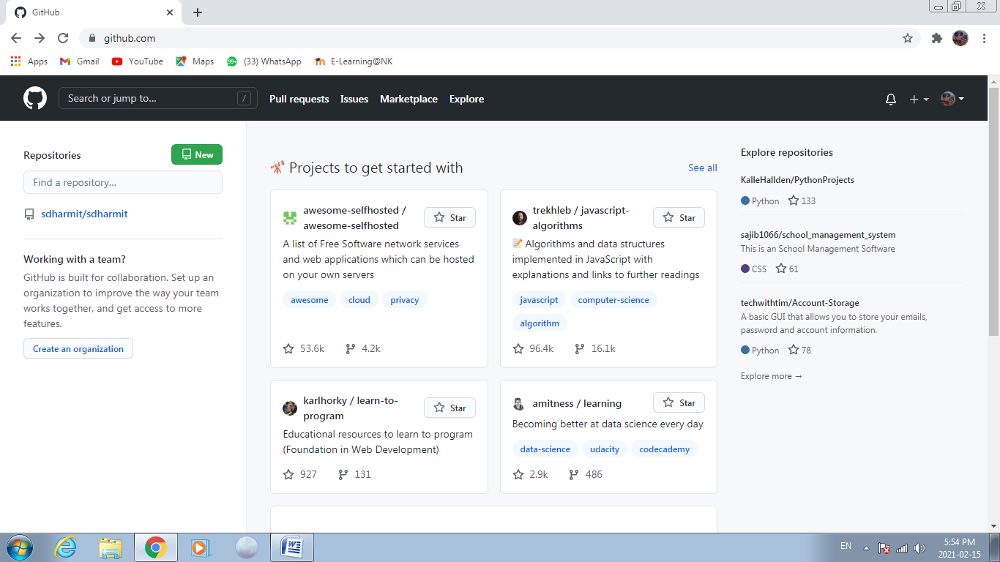 GitHub
github.com
Apps
Gmail
YouTube
Maps
99+
(33) WhatsApp
E-Learning@NK
Search or jump to...
/
Pull requests
Issues
Marketplace
Explore
Repositories
New
Find a repository...
sdharmit/sdharmit
Working with a team?
GitHub is built for collaboration. Set up an
organization to improve the way your team
works together, and get access to more
features.
Create an organization
Projects to get started with
See all
awesome-selfhosted /
awesome-selfhosted
Star
A list of Free Software network services
and web applications which can be hosted
on your own servers
awesome
cloud
privacy
53.6k
4.2k
trekhleb / javascript-
algorithms
Star
Algorithms and data structures
implemented in JavaScript with
explanations and links to further readings
javascript
computer-science
algorithm
96.4k
16.1k
karlhorky / learn-to-
program
Star
Educational resources to learn to program
(Foundation in Web Development)
927
131
amitness / learning
Star
Becoming better at data science every day
data-science
udacity
codecademy
2.9k
486
Explore repositories
KalleHallden/PythonProjects
Python
133
sajib1066/school_management_system
This is an School Management Software
CSS
61
techwithtim/Account-Storage
A basic GUI that allows you to store your emails,
password and account information.
Python
78
Explore more →
EN
5:54 PM
2021-02-15